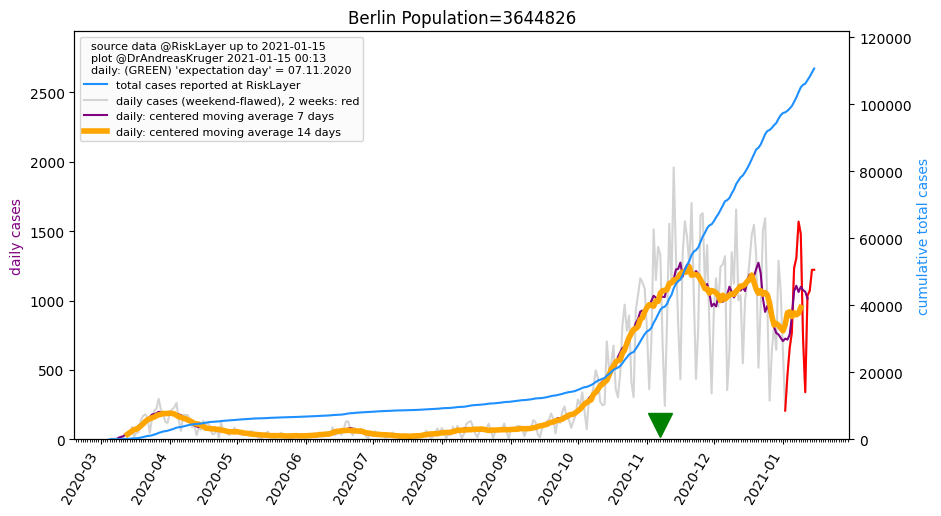 Berlin Population=3644826
source data @RiskLayer up to 2021-01-15
plot @DrAndreasKruger 2021-01-15 00:13
daily: (GREEN) 'expectation day' = 07.11.2020
total cases reported at RiskLayer
daily cases (weekend-flawed), 2 weeks: red
daily: centered moving average 7 days
daily: centered moving average 14 days
daily cases
2500
2000
1500
1000
500
0
120000
100000
80000
60000
40000
20000
0
cumulative total cases
2020-03
2020-04
2020-05
2020-06
2020-07
2020-08
2020-09
2020-10
2020-11
2020-12
2021-01